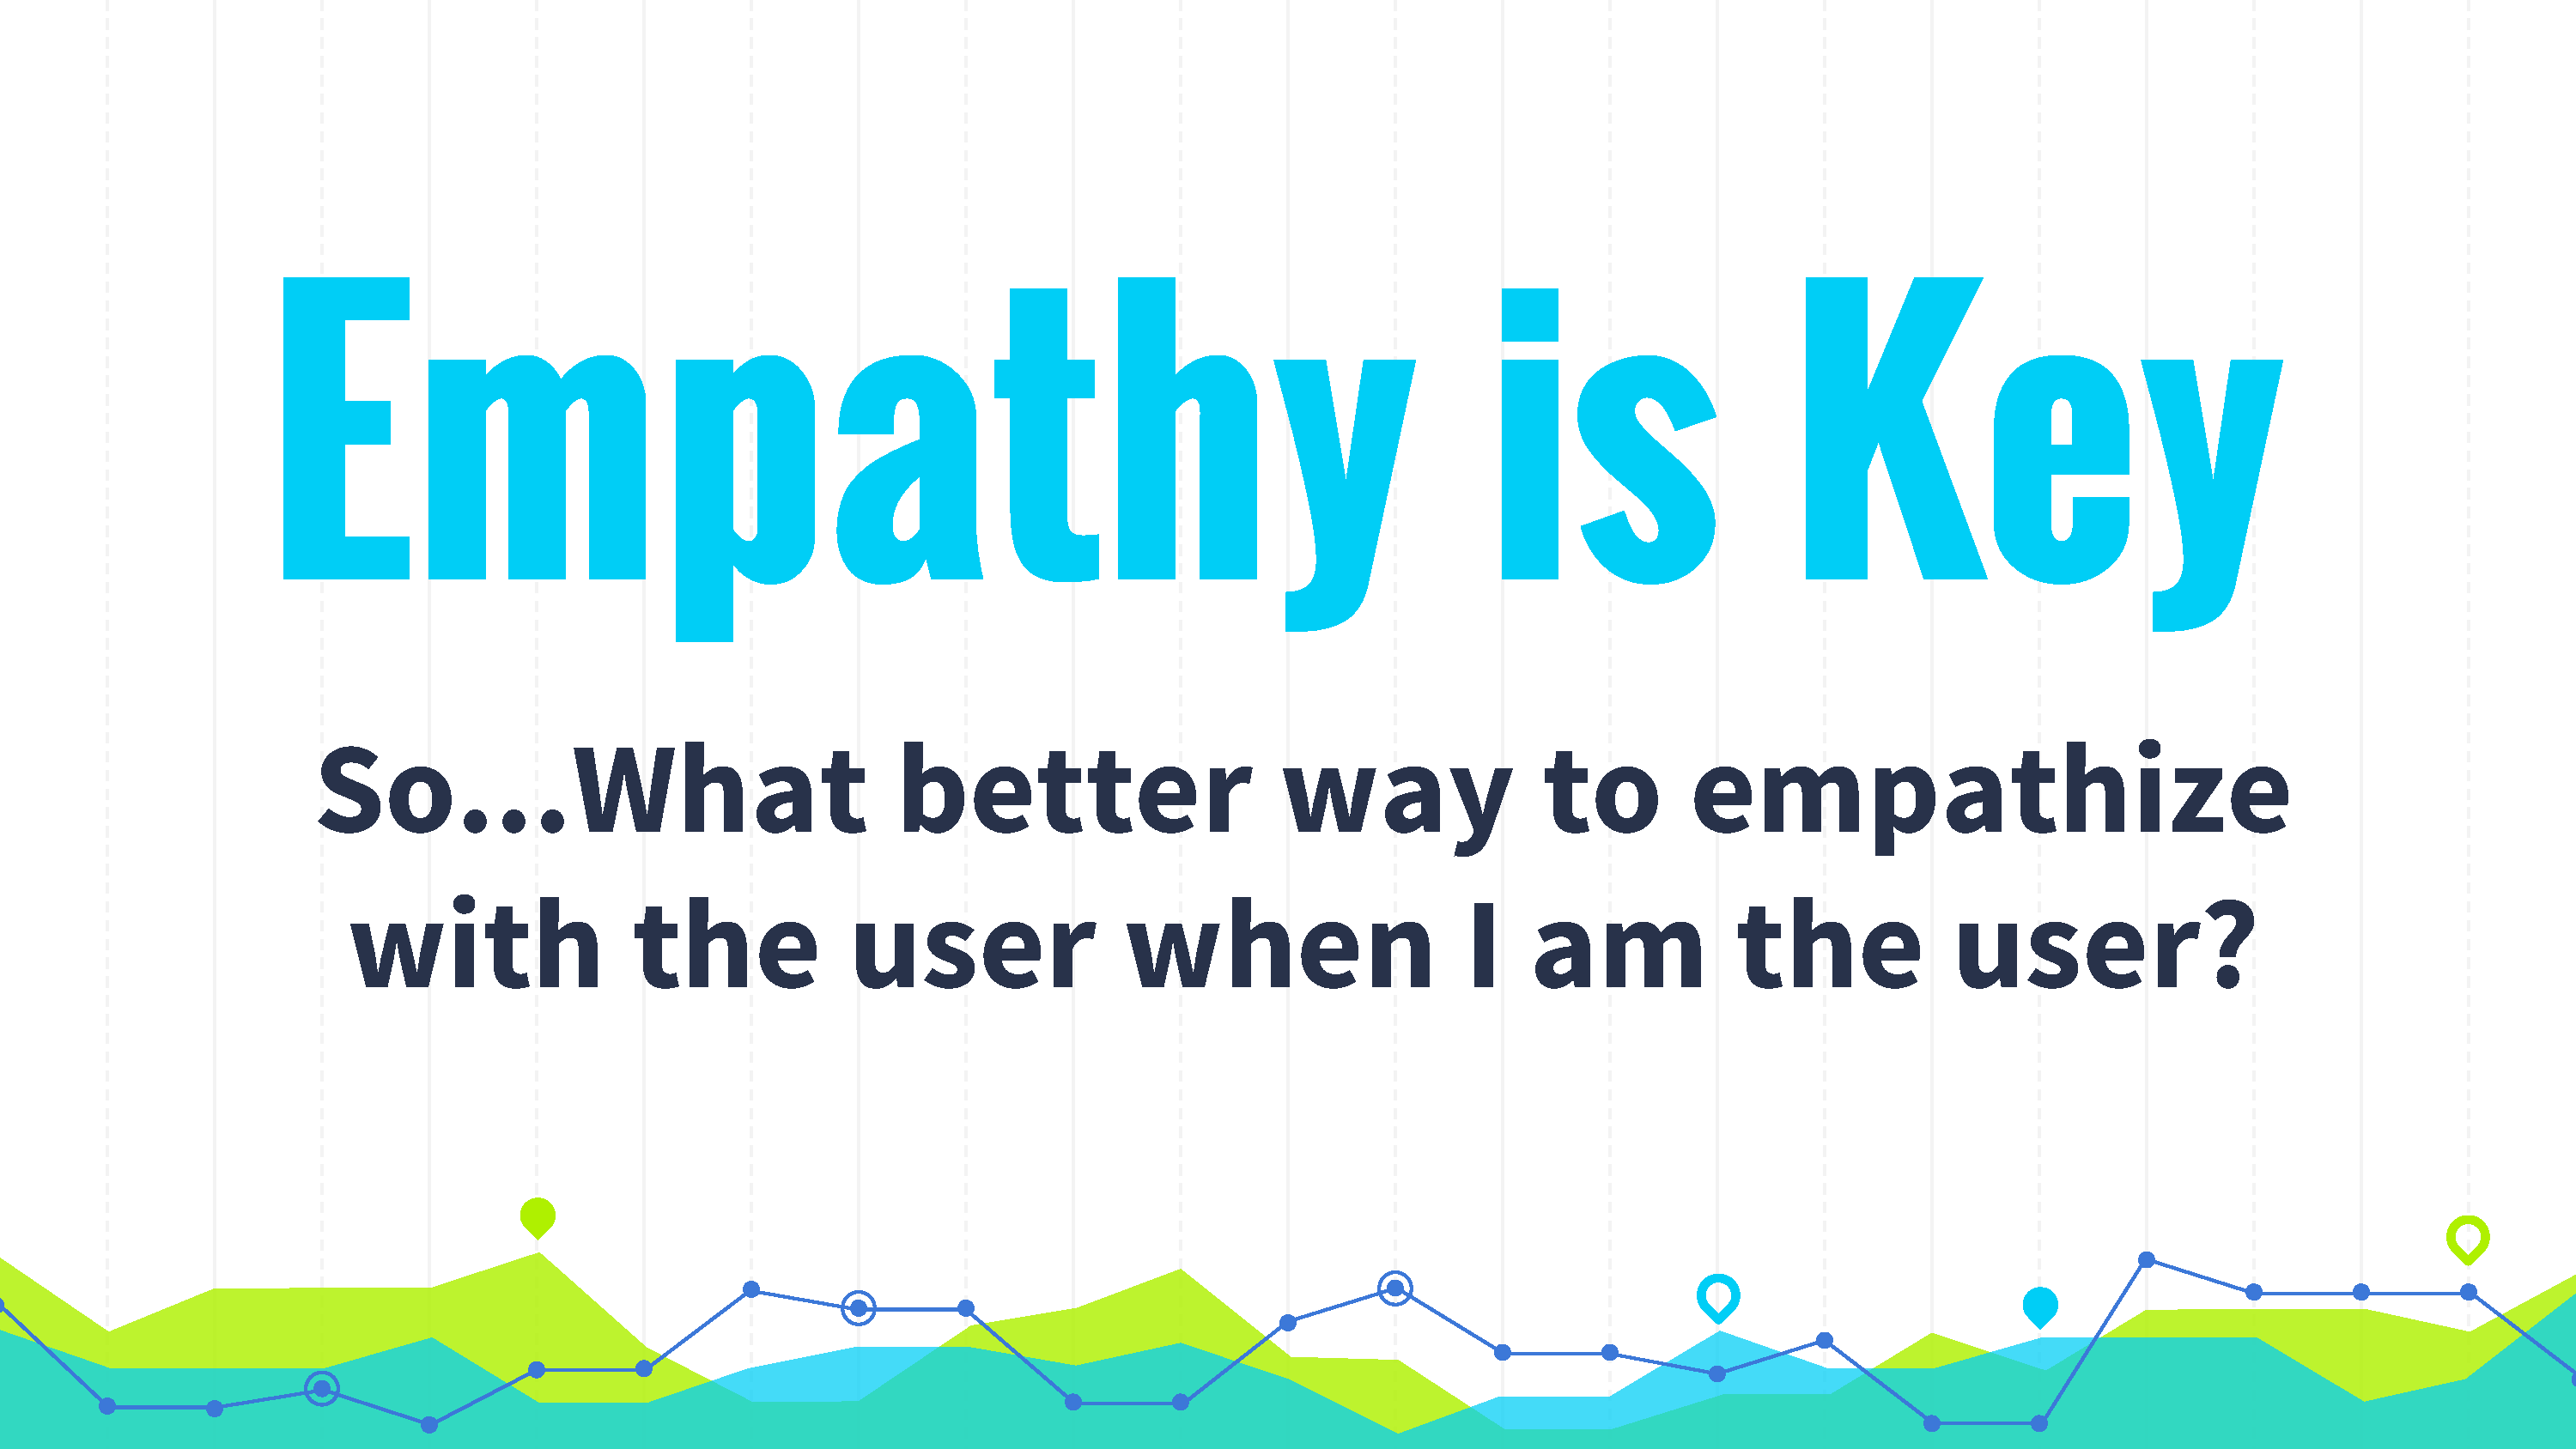 Empathy is Key
So...What better way to empathize
with the user when I am the user?